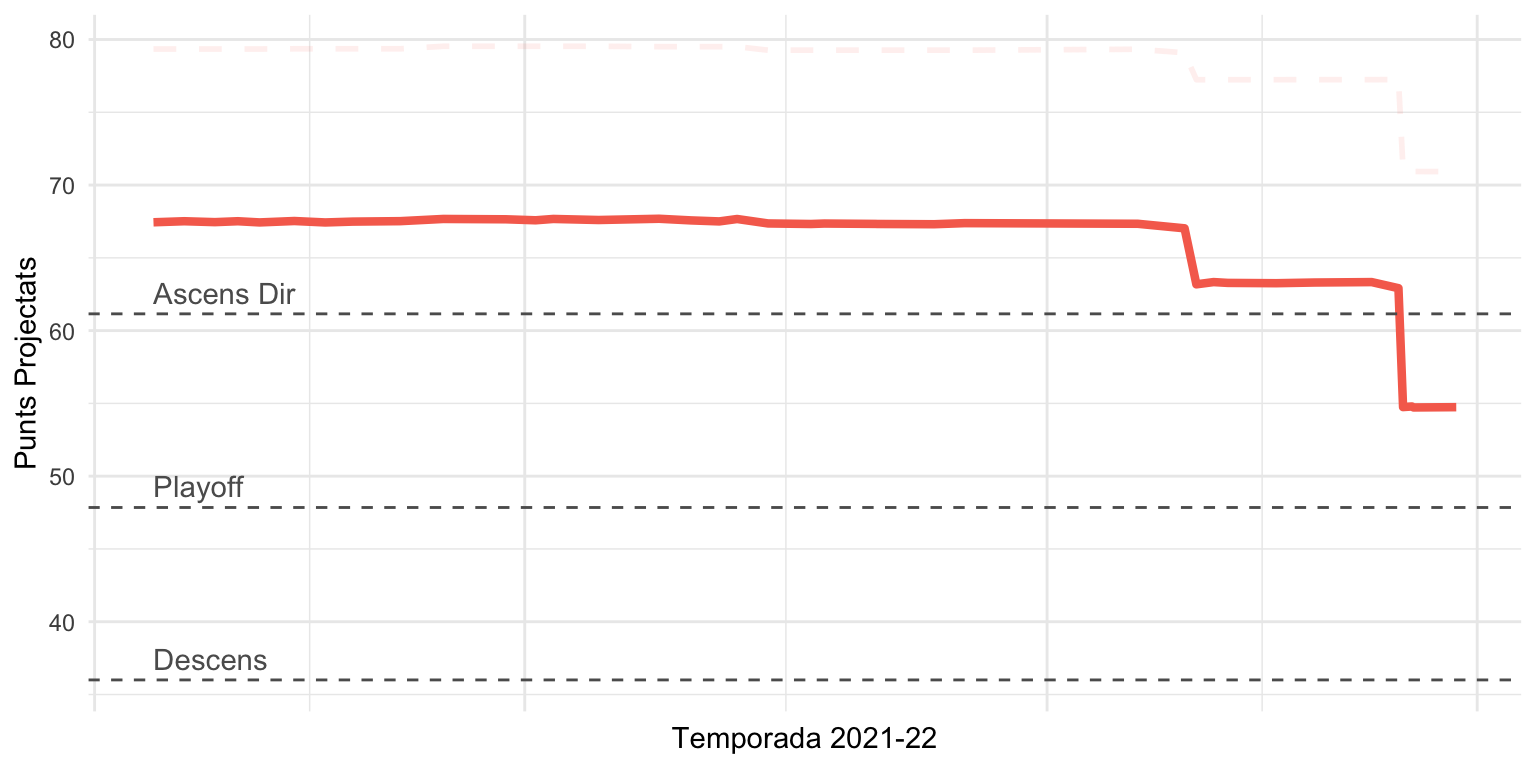 80
70
Ascens Dir
60
Playoff
50
40
Descens
Punts Projectats
Temporada 2021-22